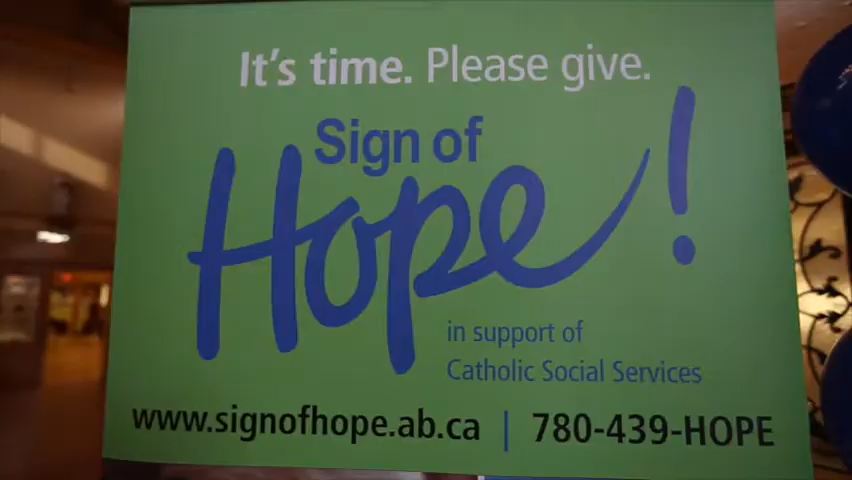 It's time. Please give.
Sign of
Hope!
in support of
Catholic Social Services
www.signofhope.ab.ca | 780-439-HOPE